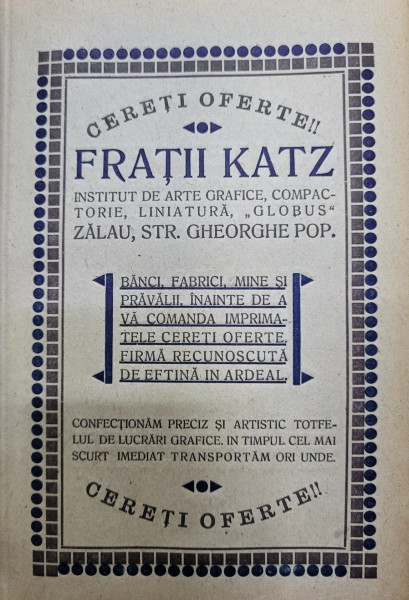 CEREȚI OFERTE!!
FRAȚII KATZ
INSTITUT DE ARTE GRAFICE, COMPAC-
TORIE, LINIATURĂ, „GLOBUS“
ZĂLAU, STR. GHEORGHE POP.
BĂNCI, FABRICI, MINE ȘI
PRĂVĂLII, ÎNAINTE DE A
VĂ COMANDA IMPRIMA-
TELE CEREȚI OFERTE,
FIRMĂ RECUNOSCUTĂ
DE EFTINĂ IN ARDEAL.
CONFECȚIONĂM PRECIZ ȘI ARTISTIC TOTFE-
LUL DE LUCRĂRI GRAFICE. IN TIMPUL CEL MAI
SCURT IMEDIAT TRANSPORTĂM ORI UNDE.
CEREȚI OFERTE!!